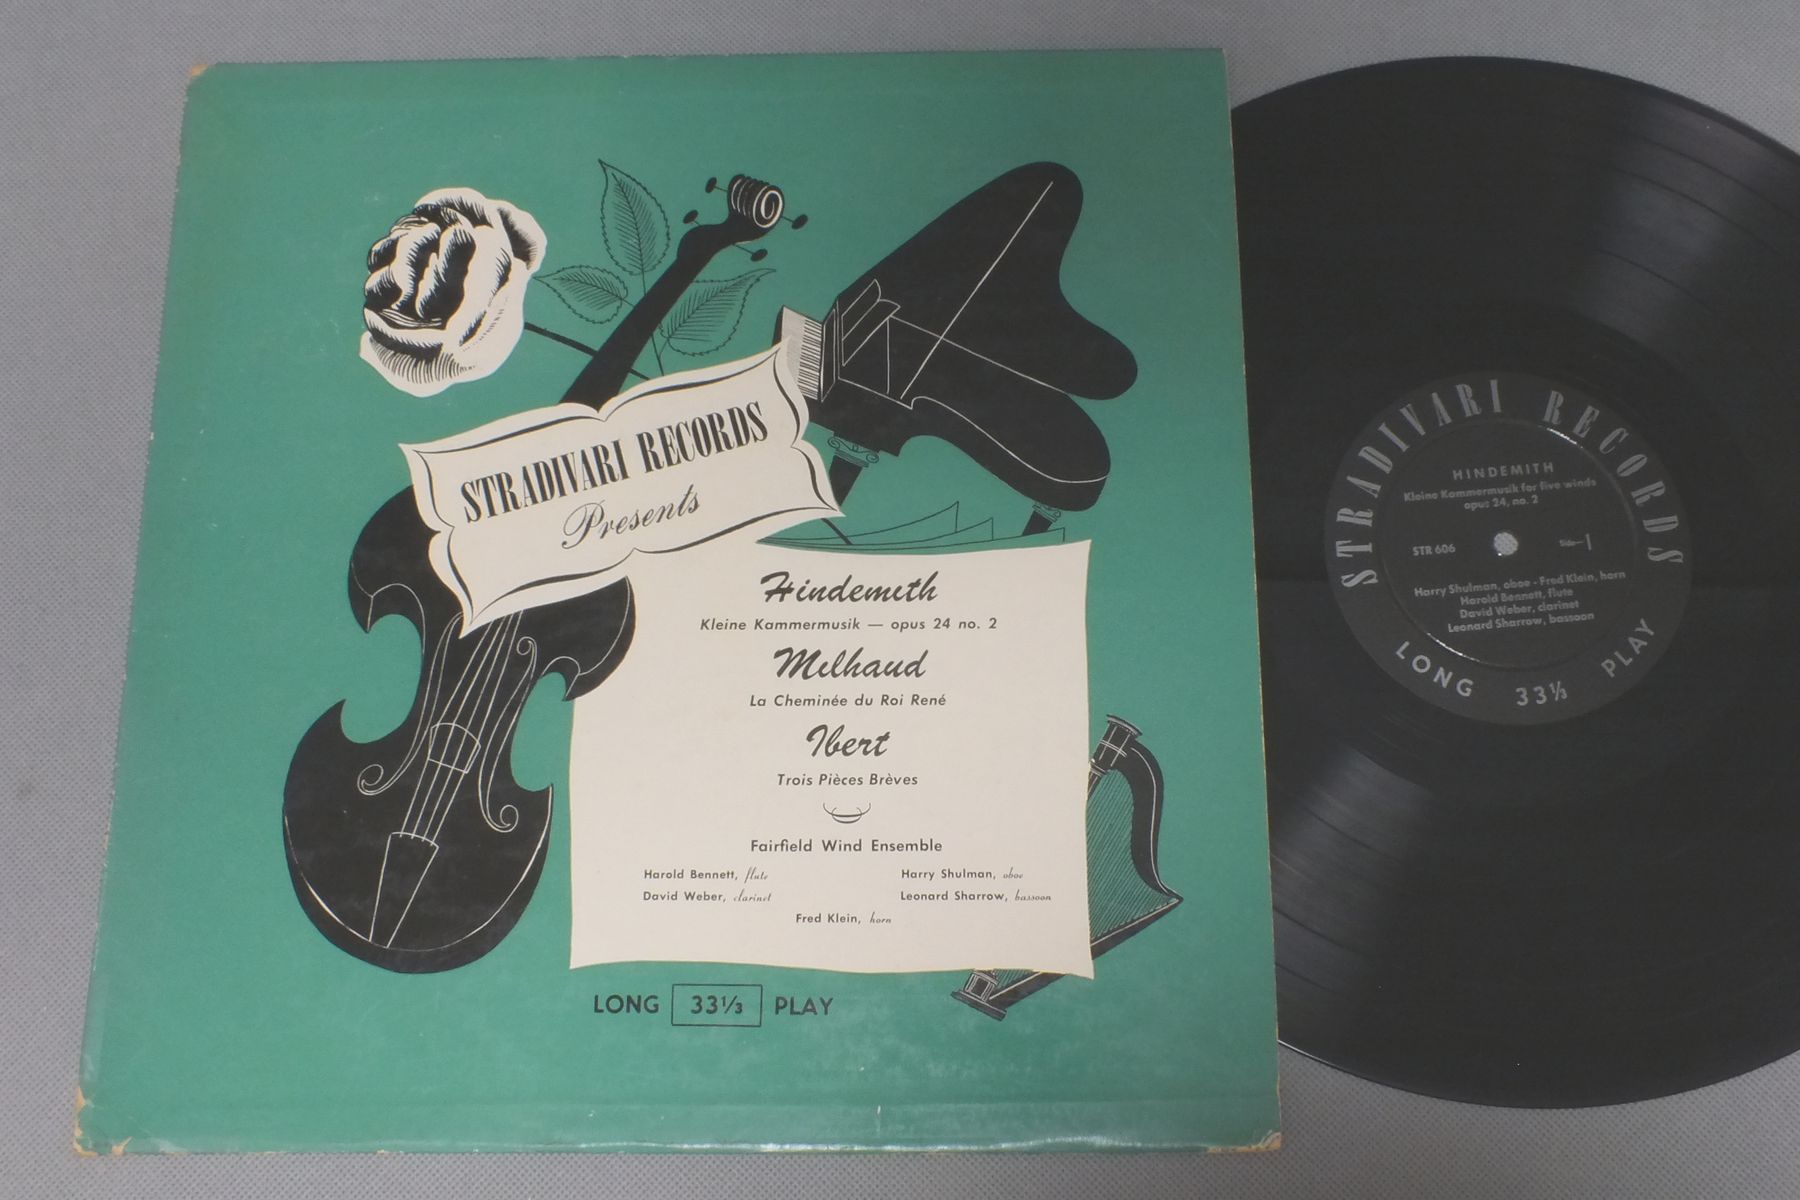 STRADIVARI RECORDS
Presents
Hindemith
Kleine Kammermusik — opus 24 no. 2
Milhaud
La Cheminée du Roi René
Ibert
Trois Pièces Brèves
Fairfield Wind Ensemble
Harold Bennett, flute
Harry Shulman, oboe
David Weber, clarinet
Leonard Sharrow, bassoon
Fred Klein, horn
LONG 33⅓ PLAY
STRADIVARI RECORDS
HINDEMITH
Kleine Kammermusik for five winds
opus 24, no. 2
STR 606
Side—1
Harry Shulman, oboe - Fred Klein, horn
Harold Bennett, flute
David Weber, clarinet
Leonard Sharrow, bassoon
LONG 33⅓ PLAY